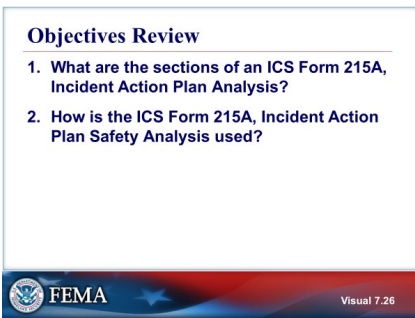 Objectives Review
1. What are the sections of an ICS Form 215A,
Incident Action Plan Analysis?
2. How is the ICS Form 215A, Incident Action
Plan Safety Analysis used?
FEMA
Visual 7.26